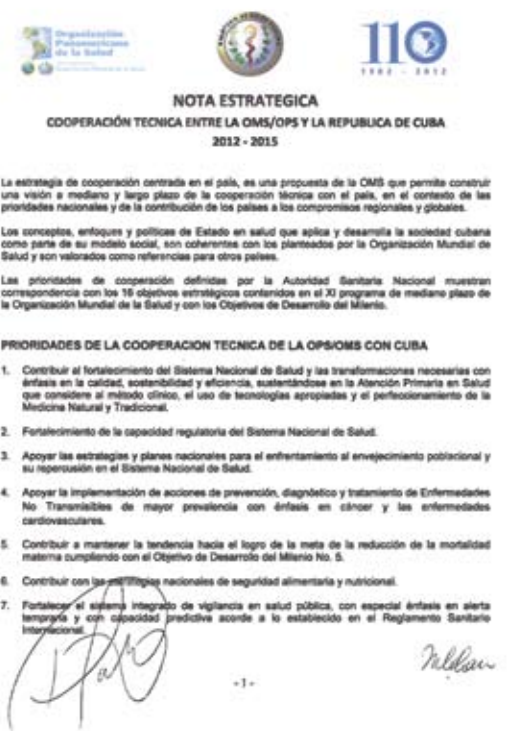 Organización
Panamericana
de la Salud
110
1902 - 2012
NOTA ESTRATEGICA
COOPERACIÓN TECNICA ENTRE LA OMS/OPS Y LA REPUBLICA DE CUBA
2012 - 2015
La estrategia de cooperación centrada en el país, es una propuesta de la OMS que permite construir
una visión a mediano y largo plazo de la cooperación técnica con el país, en el contexto de las
prioridades nacionales y de la contribución de los países a los compromisos regionales y globales.
Los conceptos, enfoques y políticas de Estado en salud que aplica y desarrolla la sociedad cubana
como parte de su modelo social, son coherentes con los planteados por la Organización Mundial de
Salud y son valorados como referencias para otros países.
Las prioridades de cooperación definidas por la Autoridad Sanitaria Nacional muestran
correspondencia con los 16 objetivos estratégicos contenidos en el XI programa de mediano plazo de
la Organización Mundial de la Salud y con los Objetivos de Desarrollo del Milenio.
PRIORIDADES DE LA COOPERACION TECNICA DE LA OPS/OMS CON CUBA
1. Contribuir al fortalecimiento del Sistema Nacional de Salud y las transformaciones necesarias con
énfasis en la calidad, sostenibilidad y eficiencia, sustentándose en la Atención Primaria en Salud
que considere al método clínico, el uso de tecnologías apropiadas y el perfeccionamiento de la
Medicina Natural y Tradicional.
2. Fortalecimiento de la capacidad regulatoria del Sistema Nacional de Salud.
3. Apoyar las estrategias y planes nacionales para el enfrentamiento al envejecimiento poblacional y
su repercusión en el Sistema Nacional de Salud.
4. Apoyar la implementación de acciones de prevención, diagnóstico y tratamiento de Enfermedades
No Transmisibles de mayor prevalencia con énfasis en cáncer y las enfermedades
cardiovasculares.
5. Contribuir a mantener la tendencia hacia el logro de la meta de la reducción de la mortalidad
materna cumpliendo con el Objetivo de Desarrollo del Milenio No. 5.
6. Contribuir con las estrategias nacionales de seguridad alimentaria y nutricional.
7. Fortalecer el sistema integrado de vigilancia en salud pública, con especial énfasis en alerta
temprana y con capacidad predictiva acorde a lo establecido en el Reglamento Sanitario
Internacional.
- 1 -